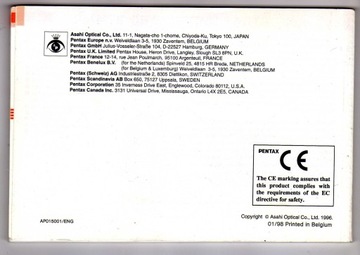 Asahi Optical Co., Ltd. 11-1, Nagata-cho 1-chome, Chiyoda-Ku, Tokyo 100, JAPAN
Pentax Europe n.v. Weiveldlaan 3-5, 1930 Zaventem, BELGIUM
Pentax GmbH Julius-Vosseler-Strasse 104, D-22527 Hamburg, GERMANY
Pentax U.K. Limited Pentax House, Heron Drive, Langley, Slough SL3 8PN, U.K.
Pentax France 12-14, rue Jean Poulmarch, 95100 Argenteuil, FRANCE
Pentax Benelux B.V. (for the Netherlands) Spinveld 25, 4815 HR Breda, NETHERLANDS
(for Belgium & Luxemburg) Weiveldlaan 3-5, 1930 Zaventem, BELGIUM
Pentax (Schweiz) AG Industriestrasse 2, 8305 Dietlikon, SWITZERLAND
Pentax Scandinavia AB Box 650, 75127 Uppsala, SWEDEN
Pentax Corporation 35 Inverness Drive East, Englewood, Colorado 80112, U.S.A.
Pentax Canada Inc. 3131 Universal Drive, Mississauga, Ontario L4X 2E5, CANADA
PENTAX
CE
The CE marking assures that
this product complies with
the requirements of the EC
directive for safety.
AP015001/ENG
Copyright © Asahi Optical Co., Ltd. 1996
01/98 Printed in Belgium